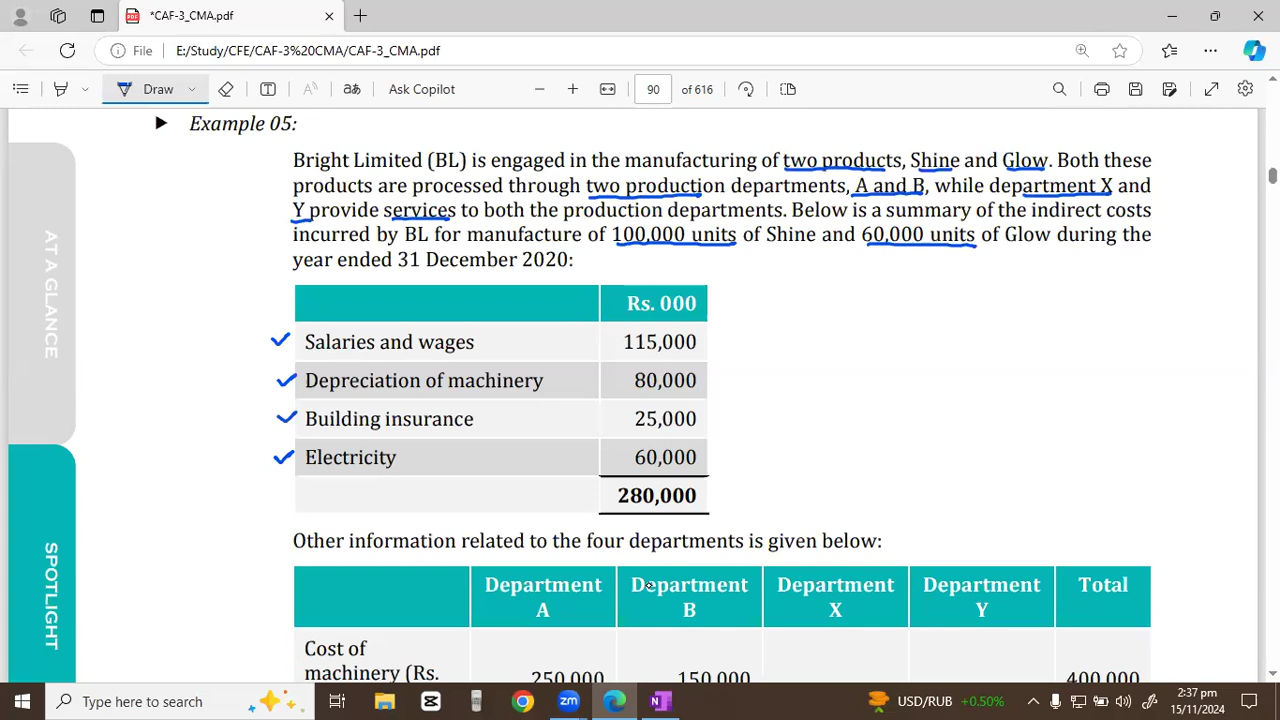 *CAF-3_CMA.pdf
File E:/Study/CFE/CAF-3%20CMA/CAF-3_CMA.pdf
Draw Ask Copilot 90 of 616
Example 05:
Bright Limited (BL) is engaged in the manufacturing of two products, Shine and Glow. Both these
products are processed through two production departments, A and B, while department X and
Y provide services to both the production departments. Below is a summary of the indirect costs
incurred by BL for manufacture of 100,000 units of Shine and 60,000 units of Glow during the
year ended 31 December 2020:
Rs. 000
Salaries and wages 115,000
Depreciation of machinery 80,000
Building insurance 25,000
Electricity 60,000
280,000
Other information related to the four departments is given below:
Department A Department B Department X Department Y Total
Cost of
machinery (Rs. 250,000 150,000 400,000
AT A GLANCE
SPOTLIGHT
Type here to search
USD/RUB +0.50%
2:37 pm
15/11/2024